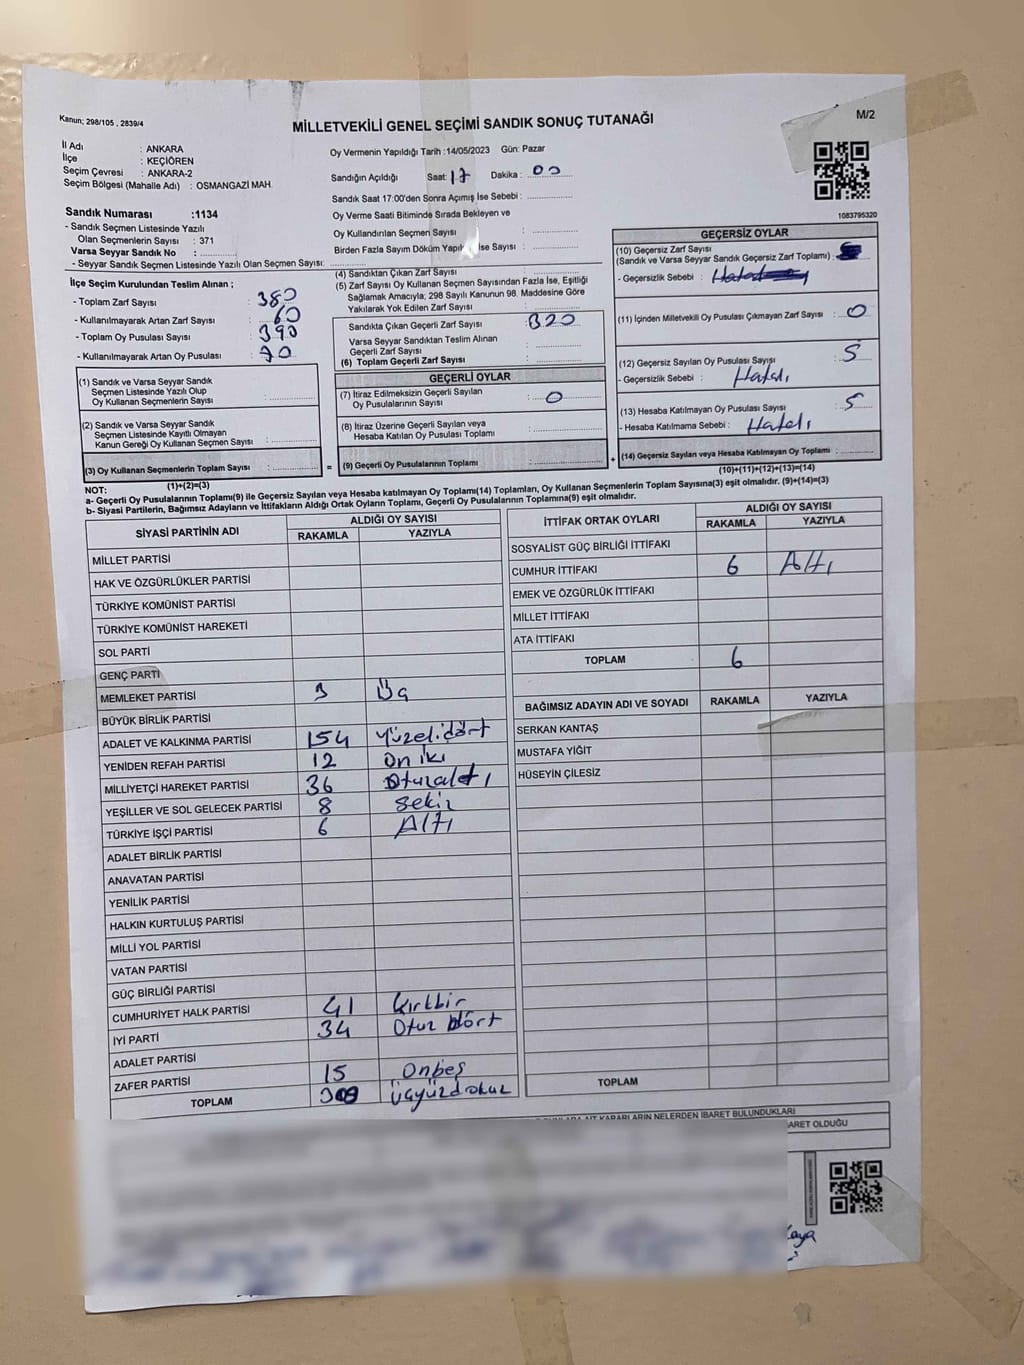 Kanun; 298/105 , 2839/4
M/2
MİLLETVEKİLİ GENEL SEÇİMİ SANDIK SONUÇ TUTANAĞI
İl Adı : ANKARA
İlçe : KEÇİÖREN
Seçim Çevresi : ANKARA-2
Seçim Bölgesi (Mahalle Adı) : OSMANGAZİ MAH.
Sandık Numarası :1134
- Sandık Seçmen Listesinde Yazılı
Olan Seçmenlerin Sayısı : 371
Varsa Seyyar Sandık No :
- Seyyar Sandık Seçmen Listesinde Yazılı Olan Seçmen Sayısı:
Oy Vermenin Yapıldığı Tarih :14/05/2023 Gün: Pazar
Sandığın Açıldığı Saat: 17 Dakika : 00
Sandık Saat 17:00'den Sonra Açımış İse Sebebi :
Oy Verme Saati Bitiminde Sırada Bekleyen ve
Oy Kullandırılan Seçmen Sayısı :
Birden Fazla Sayım Döküm Yapıl İse Sayısı :
1083795320
İlçe Seçim Kurulundan Teslim Alınan ;
- Toplam Zarf Sayısı : 380
- Kullanılmayarak Artan Zarf Sayısı : 60
- Toplam Oy Pusulası Sayısı : 390
- Kullanılmayarak Artan Oy Pusulası : 70
(4) Sandıktan Çıkan Zarf Sayısı :
(5) Zarf Sayısı Oy Kullanan Seçmen Sayısından Fazla İse, Eşitliği
Sağlamak Amacıyla; 298 Sayılı Kanunun 98. Maddesine Göre
Yakılarak Yok Edilen Zarf Sayısı :
Sandıkta Çıkan Geçerli Zarf Sayısı : 320
Varsa Seyyar Sandıktan Teslim Alınan
Geçerli Zarf Sayısı :
(6) Toplam Geçerli Zarf Sayısı :
GEÇERSİZ OYLAR
(10) Geçersiz Zarf Sayısı
(Sandık ve Varsa Seyyar Sandık Geçersiz Zarf Toplamı) :
- Geçersizlik Sebebi :
(11) İçinden Milletvekili Oy Pusulası Çıkmayan Zarf Sayısı : 0
(12) Geçersiz Sayılan Oy Pusulası Sayısı : 5
- Geçersizlik Sebebi : Hatalı
(13) Hesaba Katılmayan Oy Pusulası Sayısı : 5
- Hesaba Katılmama Sebebi : Hatalı
(14) Geçersiz Sayılan veya Hesaba Katılmayan Oy Toplamı :
(10)+(11)+(12)+(13)=(14)
(1) Sandık ve Varsa Seyyar Sandık
Seçmen Listesinde Yazılı Olup
Oy Kullanan Seçmenlerin Sayısı :
(2) Sandık ve Varsa Seyyar Sandık
Seçmen Listesinde Kayıtlı Olmayan
Kanun Gereği Oy Kullanan Seçmen Sayısı :
(3) Oy Kullanan Seçmenlerin Toplam Sayısı : =
(1)+(2)=(3)
GEÇERLİ OYLAR
(7) İtiraz Edilmeksizin Geçerli Sayılan
Oy Pusulalarının Sayısı : 0
(8) İtiraz Üzerine Geçerli Sayılan veya
Hesaba Katılan Oy Pusulası Toplamı :
(9) Geçerli Oy Pusulalarının Toplamı : +
NOT:
a- Geçerli Oy Pusulalarının Toplamı(9) ile Geçersiz Sayılan veya Hesaba katılmayan Oy Toplamı(14) Toplamları, Oy Kullanan Seçmenlerin Toplam Sayısına(3) eşit olmalıdır. (9)+(14)=(3)
b- Siyasi Partilerin, Bağımsız Adayların ve İttifakların Aldığı Ortak Oyların Toplamı, Geçerli Oy Pusulalarının Toplamına(9) eşit olmalıdır.
SİYASİ PARTİNİN ADI ALDIĞI OY SAYISI
RAKAMLA YAZIYLA
MİLLET PARTİSİ
HAK VE ÖZGÜRLÜKLER PARTİSİ
TÜRKİYE KOMÜNİST PARTİSİ
TÜRKİYE KOMÜNİST HAREKETİ
SOL PARTİ
GENÇ PARTİ
MEMLEKET PARTİSİ 3 Üç
BÜYÜK BİRLİK PARTİSİ
ADALET VE KALKINMA PARTİSİ 154 Yüzelidört
YENİDEN REFAH PARTİSİ 12 On iki
MİLLİYETÇİ HAREKET PARTİSİ 36 Otuzaltı
YEŞİLLER VE SOL GELECEK PARTİSİ 8 Sekiz
TÜRKİYE İŞÇİ PARTİSİ 6 Altı
ADALET BİRLİK PARTİSİ
ANAVATAN PARTİSİ
YENİLİK PARTİSİ
HALKIN KURTULUŞ PARTİSİ
MİLLİ YOL PARTİSİ
VATAN PARTİSİ
GÜÇ BİRLİĞİ PARTİSİ
CUMHURİYET HALK PARTİSİ 41 Kırkbir
İYİ PARTİ 34 Otuz dört
ADALET PARTİSİ
ZAFER PARTİSİ 15 Onbeş
TOPLAM 309 Üçyüzdokuz
İTTİFAK ORTAK OYLARI ALDIĞI OY SAYISI
RAKAMLA YAZIYLA
SOSYALİST GÜÇ BİRLİĞİ İTTİFAKI
CUMHUR İTTİFAKI 6 Altı
EMEK VE ÖZGÜRLÜK İTTİFAKI
MİLLET İTTİFAKI
ATA İTTİFAKI
TOPLAM 6
BAĞIMSIZ ADAYIN ADI VE SOYADI RAKAMLA YAZIYLA
SERKAN KANTAŞ
MUSTAFA YİĞİT
HÜSEYİN ÇİLESİZ
TOPLAM
KARARLARIN NELERDEN İBARET BULUNDUKLARI
ARET OLDUĞU